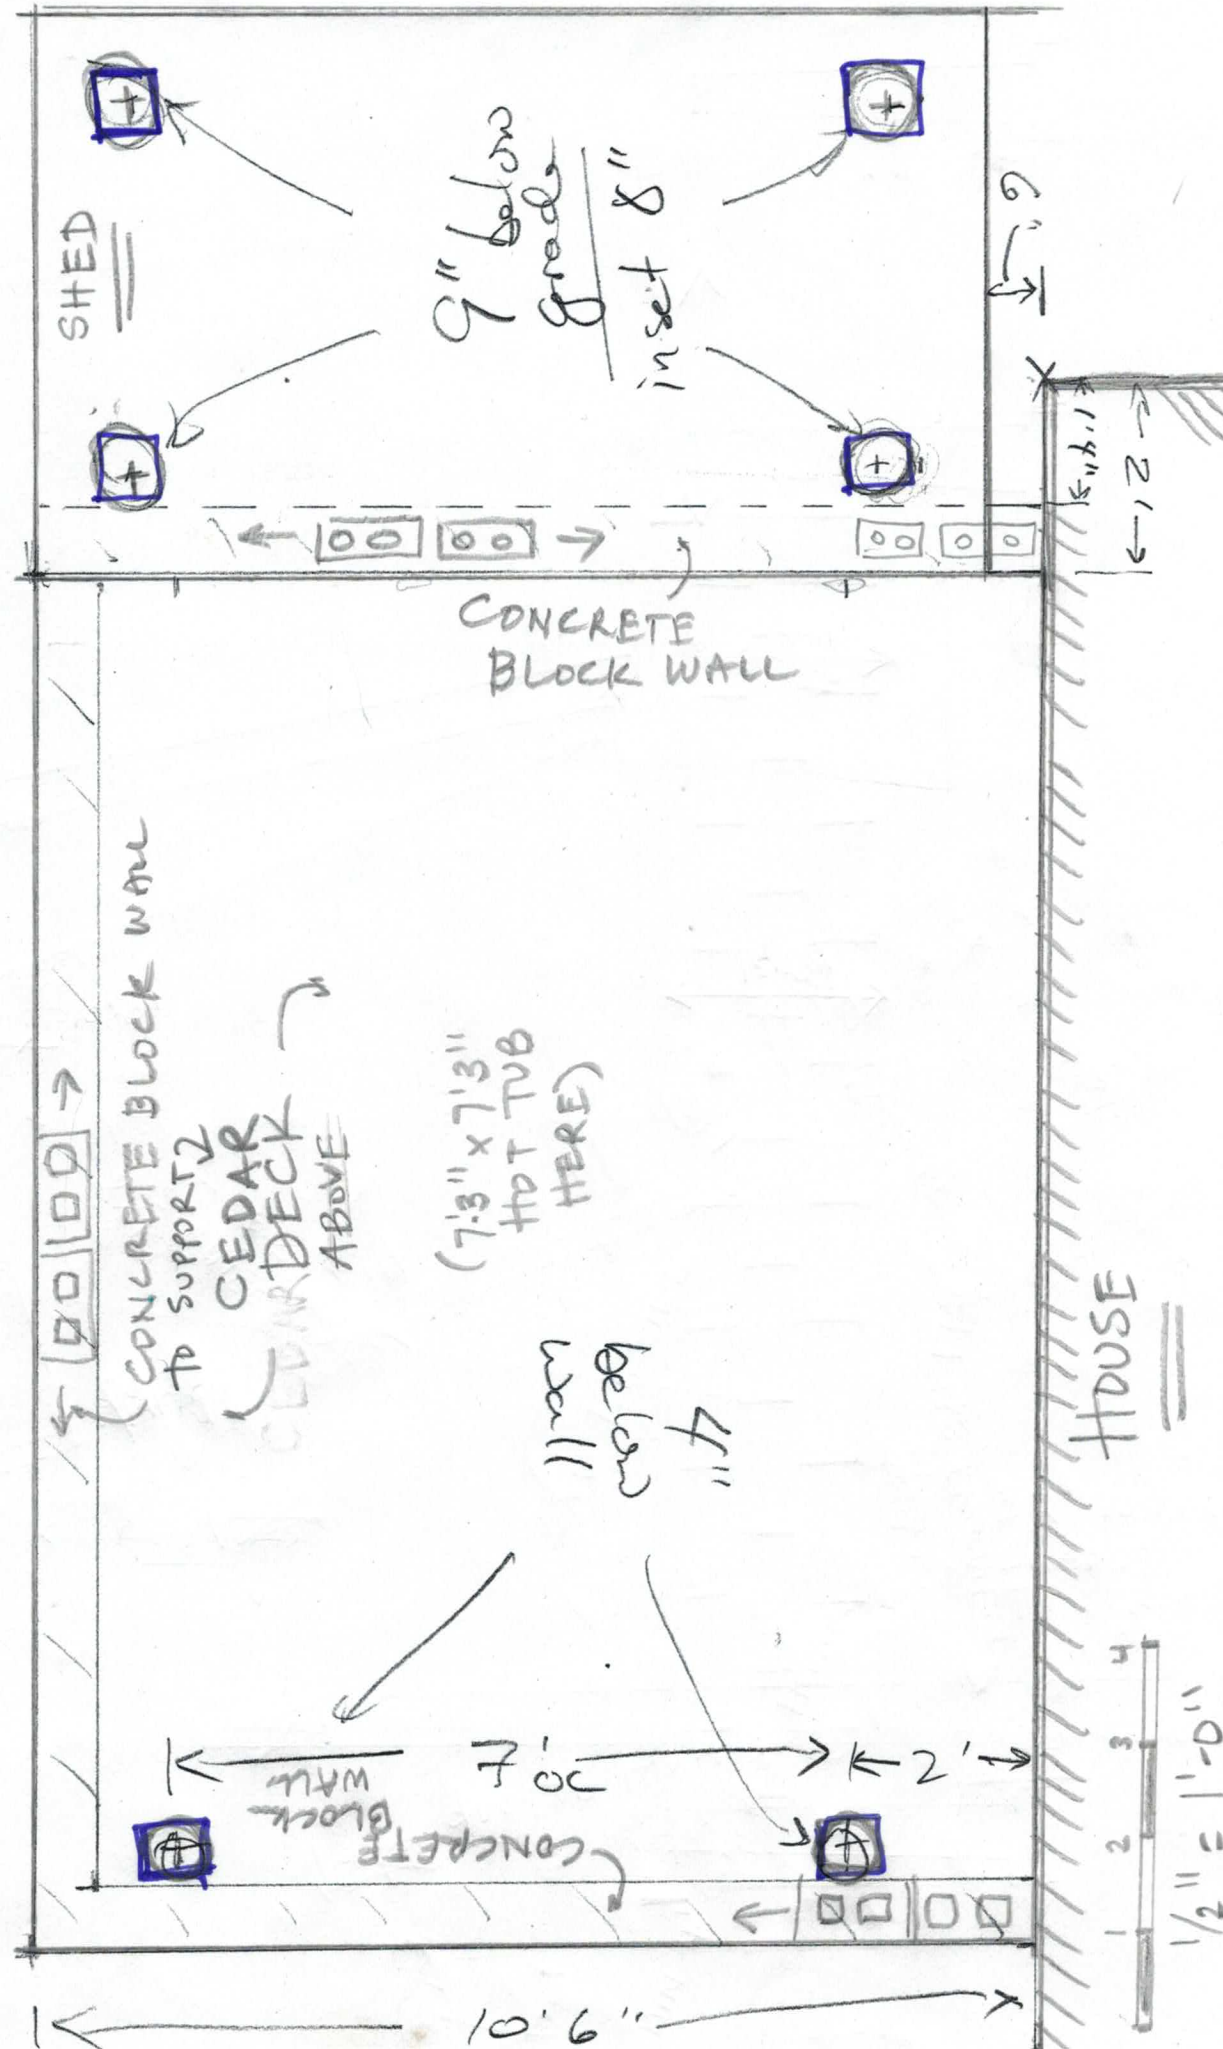 SHED
9" below
grade
inset 8"
6"
1'4"
2'
CONCRETE
BLOCK WALL
CONCRETE BLOCK WALL
TO SUPPORT
CEDAR
DECK
ABOVE
(7'3" x 7'3"
HOT TUB
HERE)
4"
below
wall
HOUSE
7' oc
2'
CONCRETE
BLOCK
WALL
10'6"
1 2 3 4
1/2" = 1'-0"